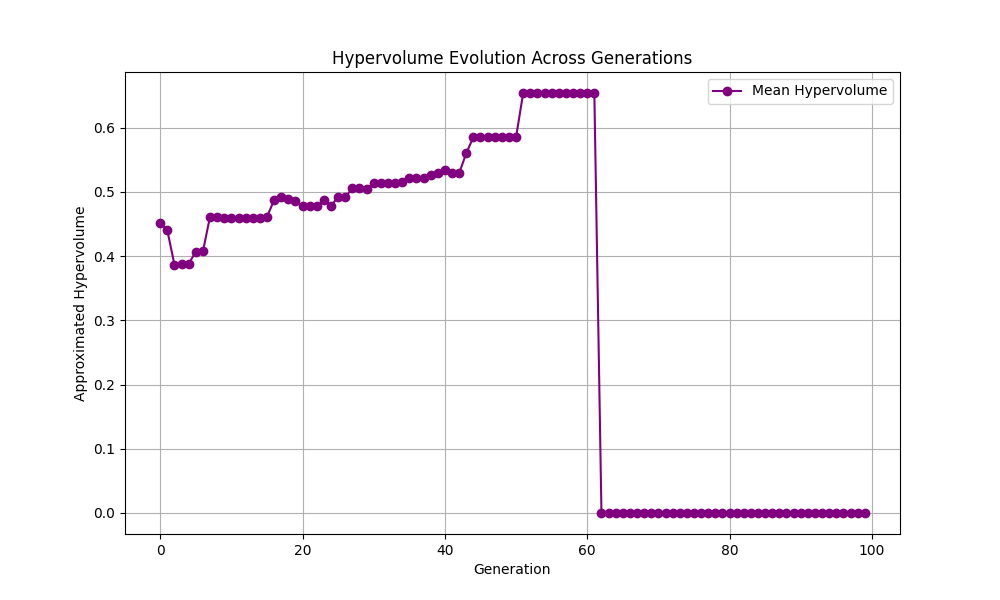 Hypervolume Evolution Across Generations
Mean Hypervolume
Approximated Hypervolume
0.6
0.5
0.4
0.3
0.2
0.1
0.0
0 20 40 60 80 100
Generation